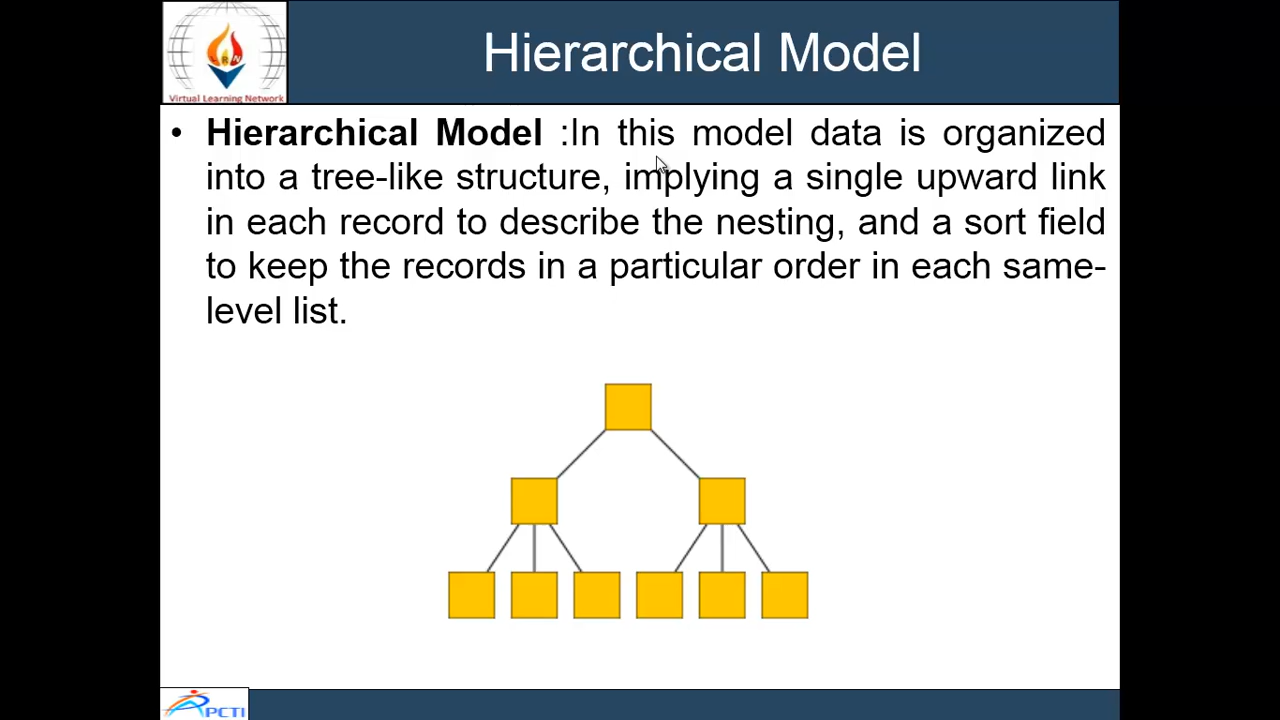 Virtual Learning Network
Hierarchical Model
• Hierarchical Model :In this model data is organized
into a tree-like structure, implying a single upward link
in each record to describe the nesting, and a sort field
to keep the records in a particular order in each same-
level list.
PCTI